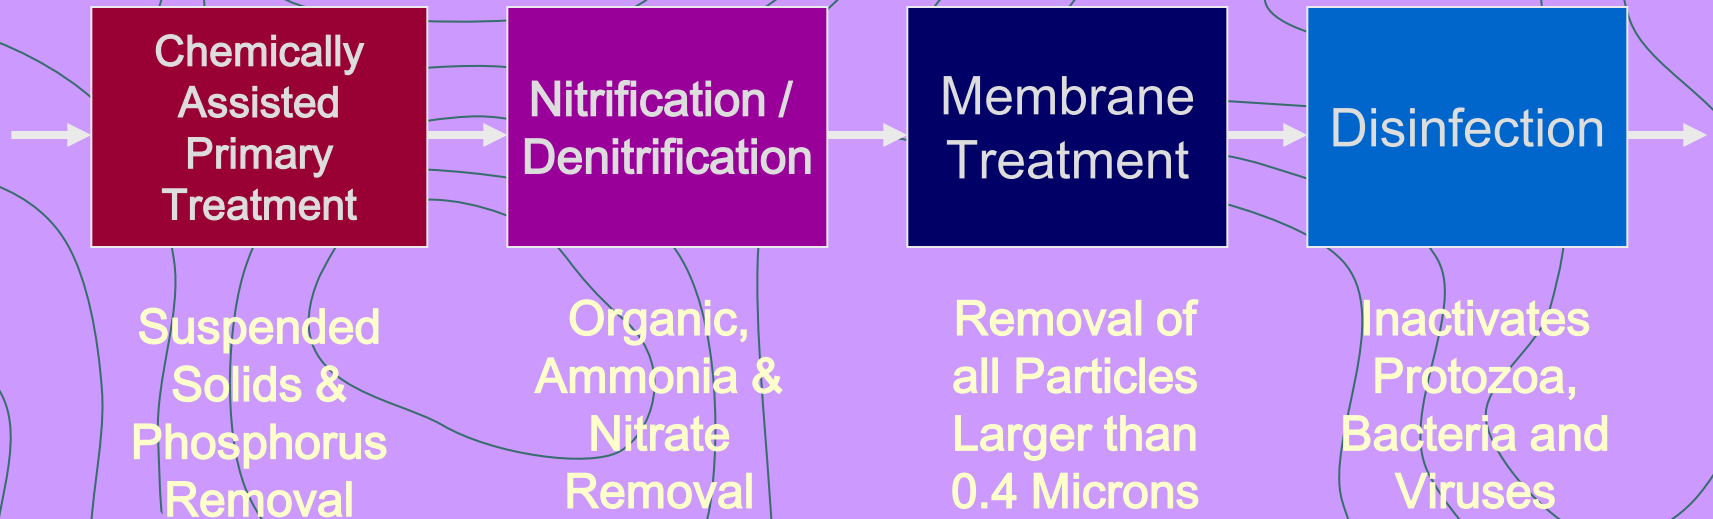 Chemically
Assisted
Primary
Treatment
Nitrification /
Denitrification
Membrane
Treatment
Disinfection
Suspended
Solids &
Phosphorus
Removal
Organic,
Ammonia &
Nitrate
Removal
Removal of
all Particles
Larger than
0.4 Microns
Inactivates
Protozoa,
Bacteria and
Viruses